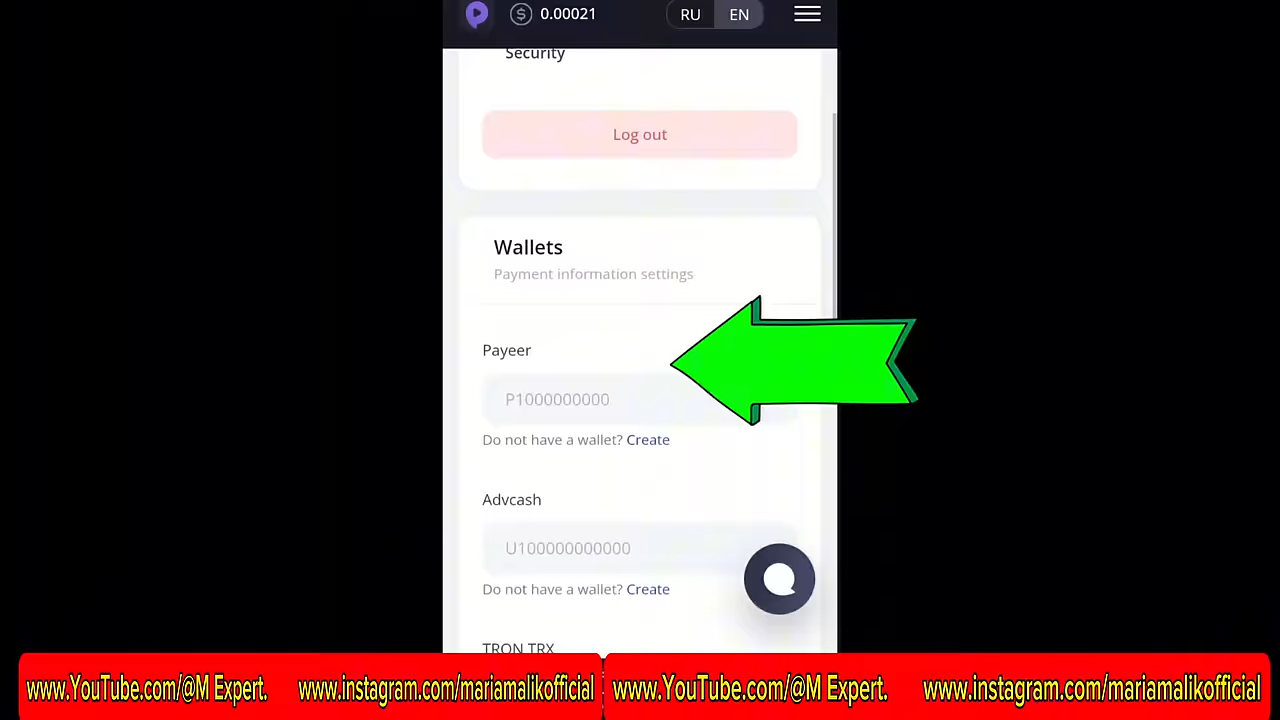 0.00021 RU EN
Security
Log out
Wallets
Payment information settings
Payeer
P1000000000
Do not have a wallet? Create
Advcash
U100000000000
Do not have a wallet? Create
TRON TRX
www.YouTube.com/@M Expert. www.instagram.com/mariamalikofficial www.YouTube.com/@M Expert. www.instagram.com/mariamalikofficial